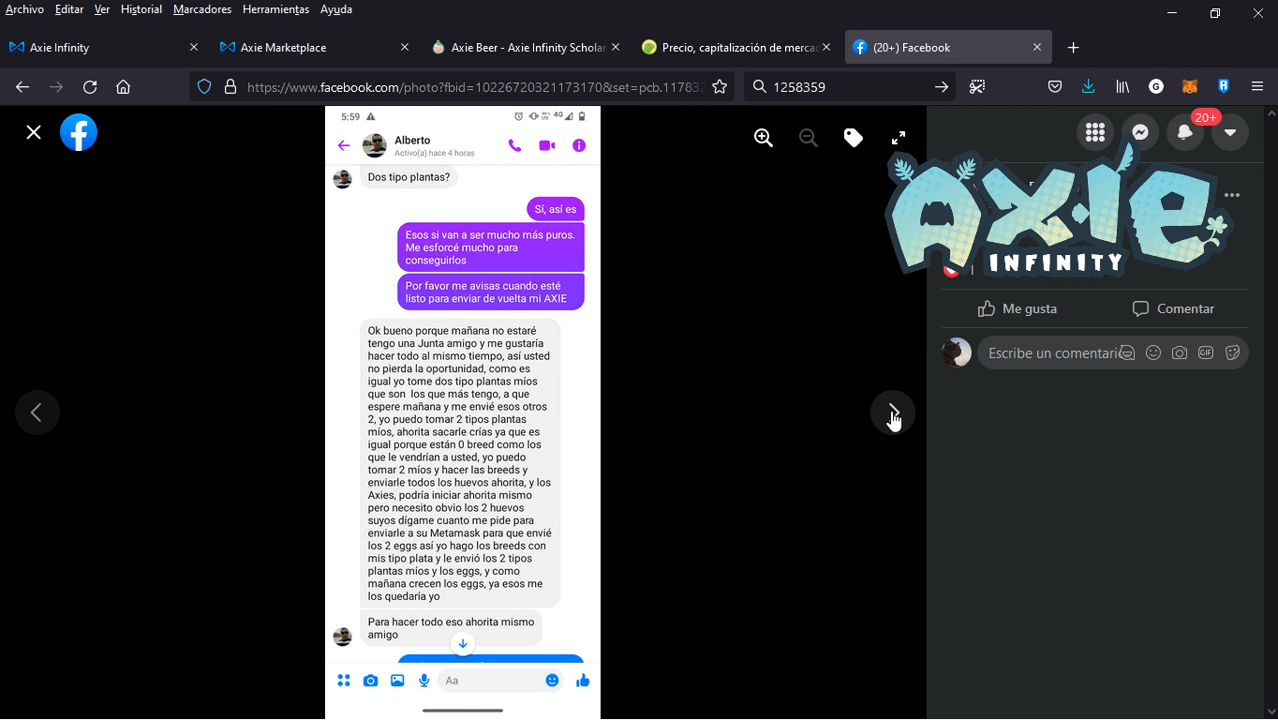 Archivo Editar Ver Historial Marcadores Herramientas Ayuda
Axie Infinity
Axie Marketplace
Axie Beer - Axie Infinity Scholar
Precio, capitalización de merca
(20+) Facebook
https://www.facebook.com/photo?fbid=10226720321173170&set=pcb.11783
1258359
20+
5:59
4G
Alberto
Activo(a) hace 4 horas
Dos tipo plantas?
Sí, así es
Esos si van a ser mucho más puros.
Me esforcé mucho para
conseguirlos
Por favor me avisas cuando esté
listo para enviar de vuelta mi AXIE
Ok bueno porque mañana no estaré
tengo una Junta amigo y me gustaría
hacer todo al mismo tiempo, así usted
no pierda la oportunidad, como es
igual yo tome dos tipo plantas míos
que son los que más tengo, a que
espere mañana y me envié esos otros
2, yo puedo tomar 2 tipos plantas
míos, ahorita sacarle crías ya que es
igual porque están 0 breed como los
que le vendrían a usted, yo puedo
tomar 2 míos y hacer las breeds y
enviarle todos los huevos ahorita, y los
Axies, podría iniciar ahorita mismo
pero necesito obvio los 2 huevos
suyos dígame cuanto me pide para
enviarle a su Metamask para que envié
los 2 eggs así yo hago los breeds con
mis tipo plata y le envió los 2 tipos
plantas míos y los eggs, y como
mañana crecen los eggs, ya esos me
los quedaría yo
Para hacer todo eso ahorita mismo
amigo
Aa
AXIE
INFINITY
Me gusta
Comentar
Escribe un comentario
GIF